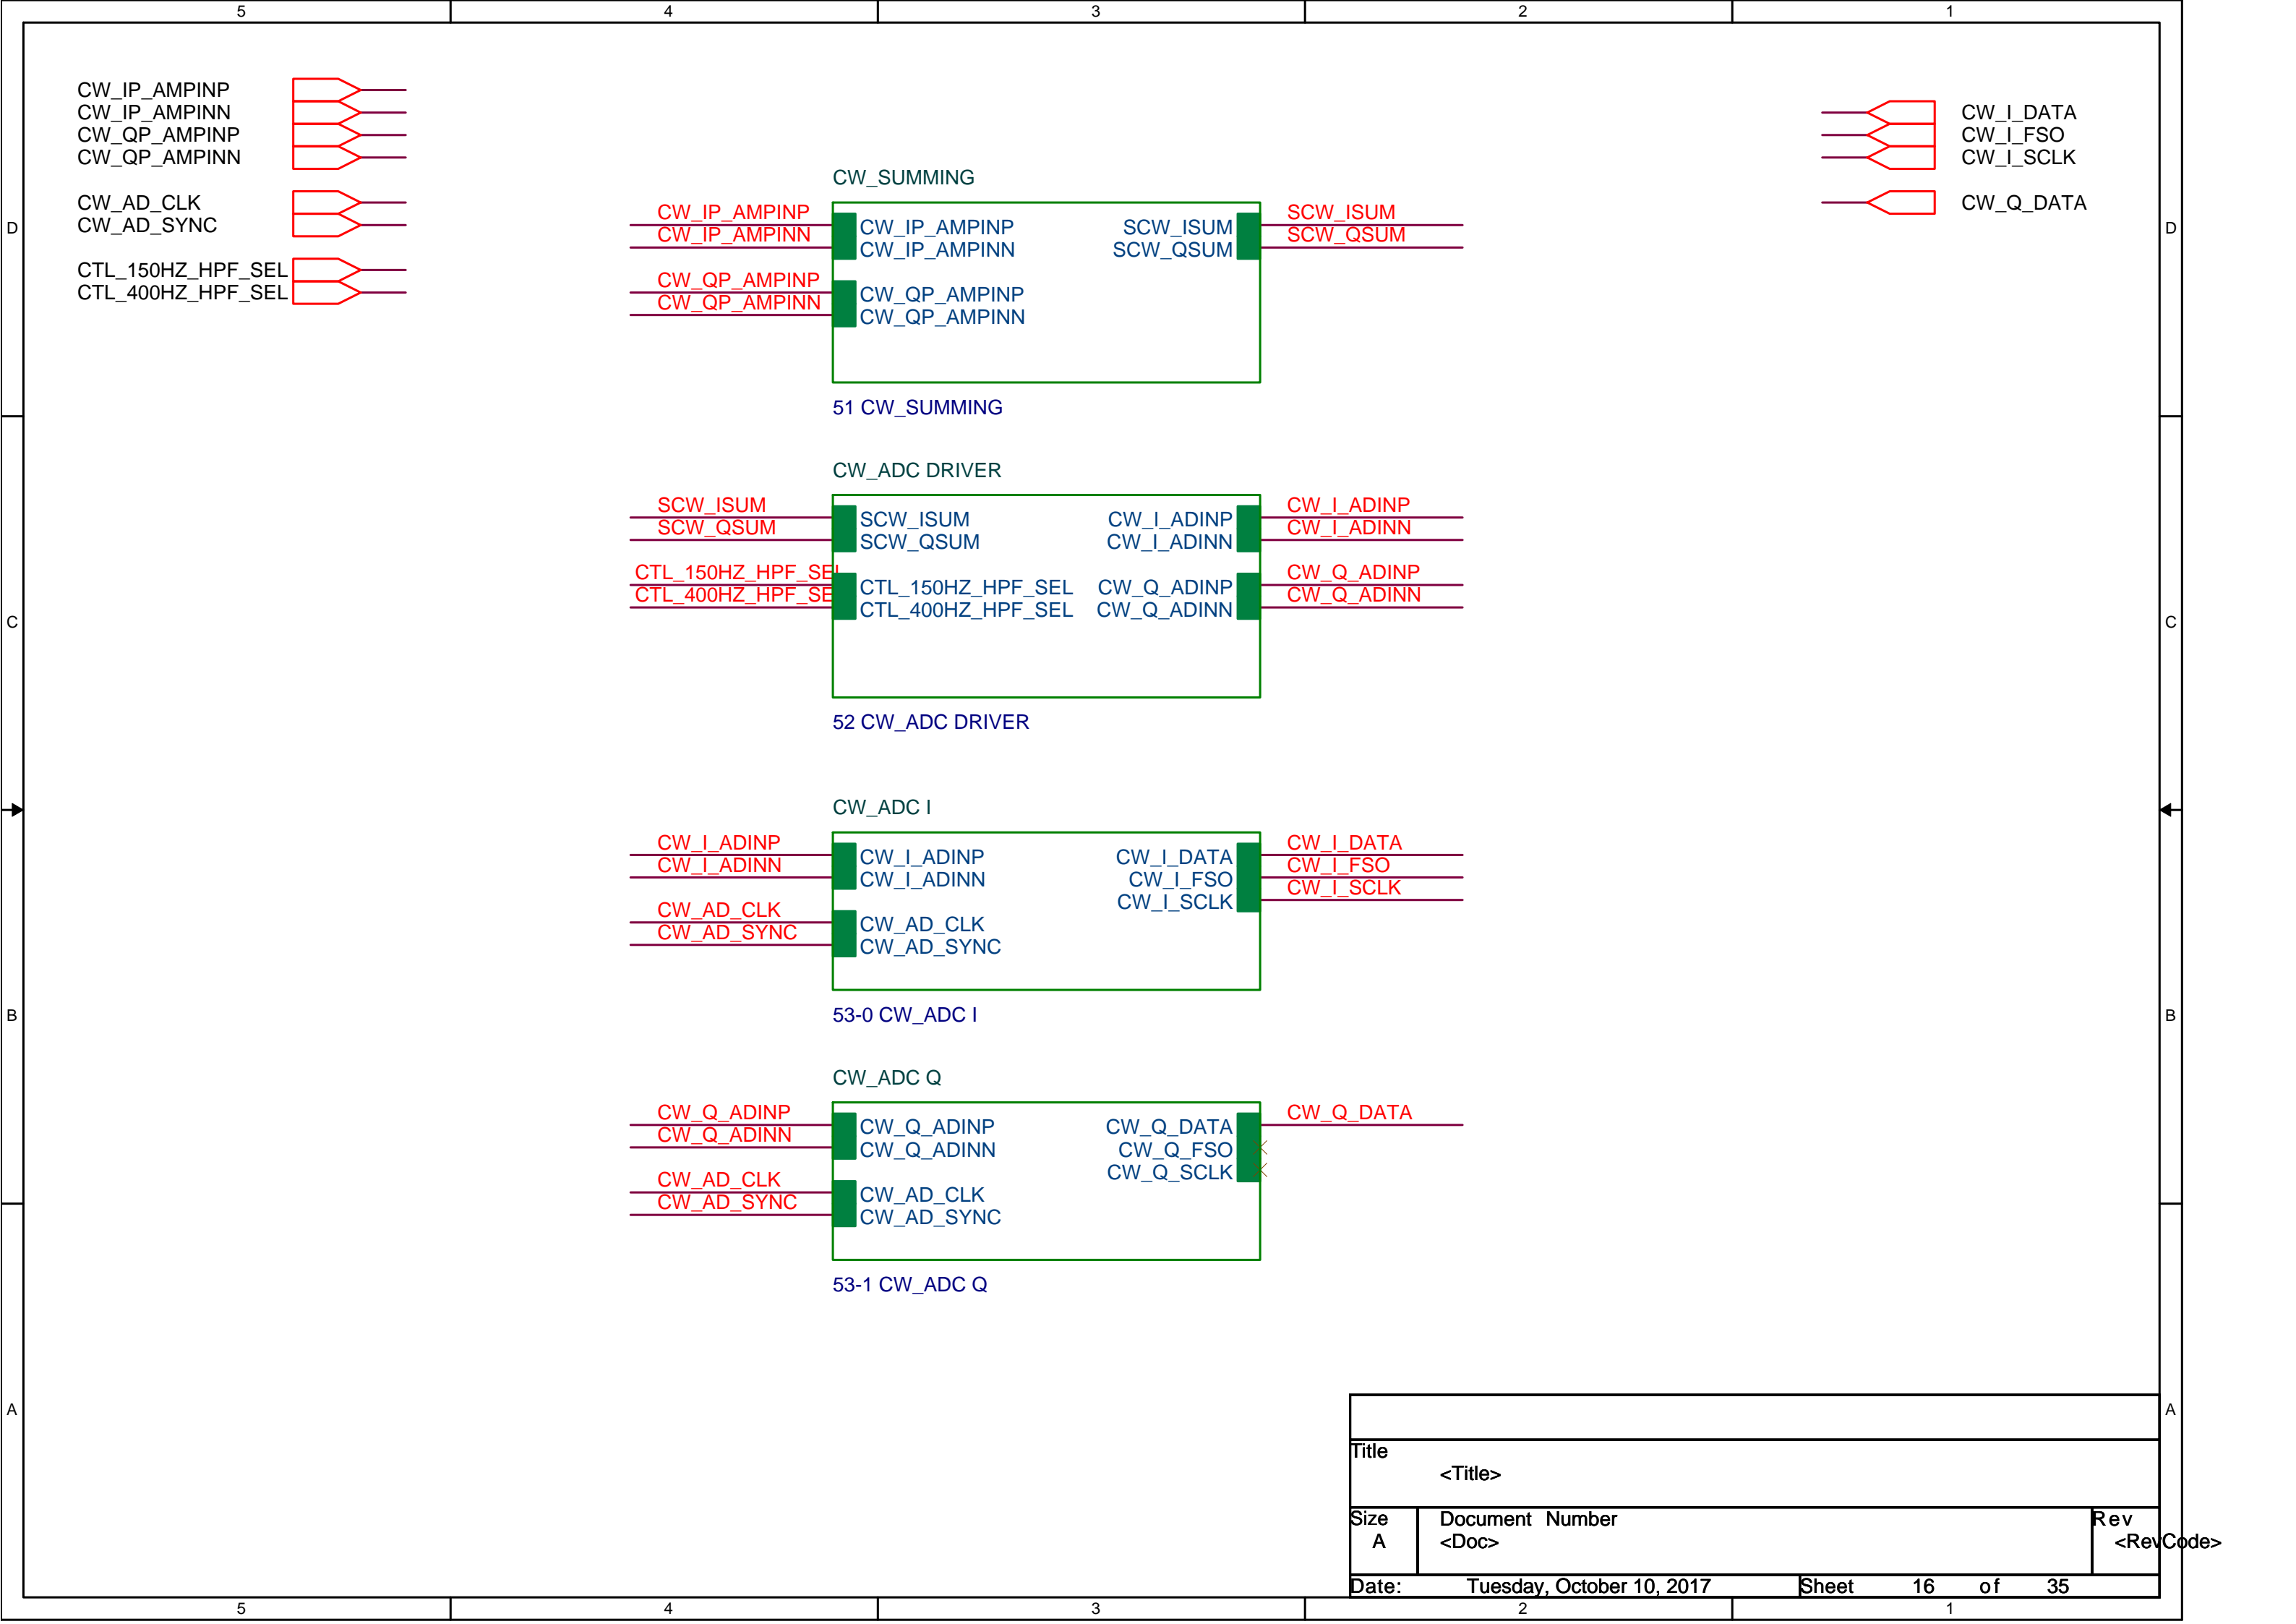 5 4 3 2 1
CW_IP_AMPINP
CW_IP_AMPINN
CW_QP_AMPINP
CW_QP_AMPINN
CW_AD_CLK
CW_AD_SYNC
CTL_150HZ_HPF_SEL
CTL_400HZ_HPF_SEL
CW_I_DATA
CW_I_FSO
CW_I_SCLK
CW_Q_DATA
D
D
CW_SUMMING
CW_IP_AMPINP
CW_IP_AMPINN
CW_QP_AMPINP
CW_QP_AMPINN
CW_IP_AMPINP
CW_IP_AMPINN
CW_QP_AMPINP
CW_QP_AMPINN
SCW_ISUM
SCW_QSUM
SCW_ISUM
SCW_QSUM
51 CW_SUMMING
CW_ADC DRIVER
SCW_ISUM
SCW_QSUM
CTL_150HZ_HPF_SEL
CTL_400HZ_HPF_SE
SCW_ISUM
SCW_QSUM
CTL_150HZ_HPF_SEL
CTL_400HZ_HPF_SEL
CW_I_ADINP
CW_I_ADINN
CW_Q_ADINP
CW_Q_ADINN
CW_I_ADINP
CW_I_ADINN
CW_Q_ADINP
CW_Q_ADINN
C
C
52 CW_ADC DRIVER
CW_ADC I
CW_I_ADINP
CW_I_ADINN
CW_AD_CLK
CW_AD_SYNC
CW_I_ADINP
CW_I_ADINN
CW_AD_CLK
CW_AD_SYNC
CW_I_DATA
CW_I_FSO
CW_I_SCLK
CW_I_DATA
CW_I_FSO
CW_I_SCLK
53-0 CW_ADC I
B
B
CW_ADC Q
CW_Q_ADINP
CW_Q_ADINN
CW_AD_CLK
CW_AD_SYNC
CW_Q_ADINP
CW_Q_ADINN
CW_AD_CLK
CW_AD_SYNC
CW_Q_DATA
CW_Q_FSO
CW_Q_SCLK
CW_Q_DATA
53-1 CW_ADC Q
A
A
Title
<Title>
Size
A
Document Number
<Doc>
Rev
<RevCode>
Date: Tuesday, October 10, 2017 Sheet 16 of 35
5 4 3 2 1